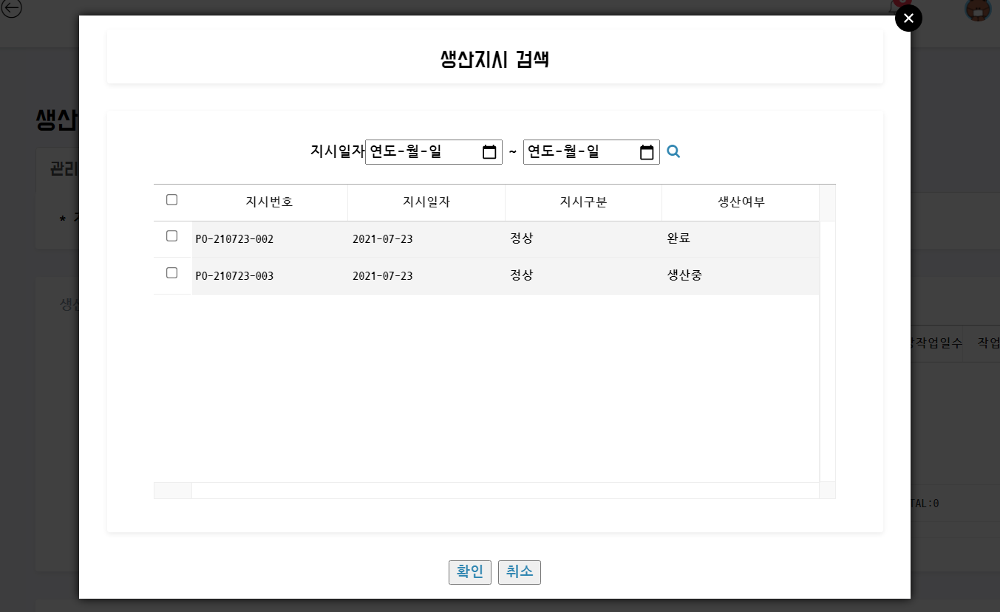 생산지시 검색
생산
관리
*
지시일자 연도-월-일 ~ 연도-월-일
지시번호 지시일자 지시구분 생산여부
PO-210723-002 2021-07-23 정상 완료
PO-210723-003 2021-07-23 정상 생산중
생산
작업일수 작업
TAL:0
확인 취소